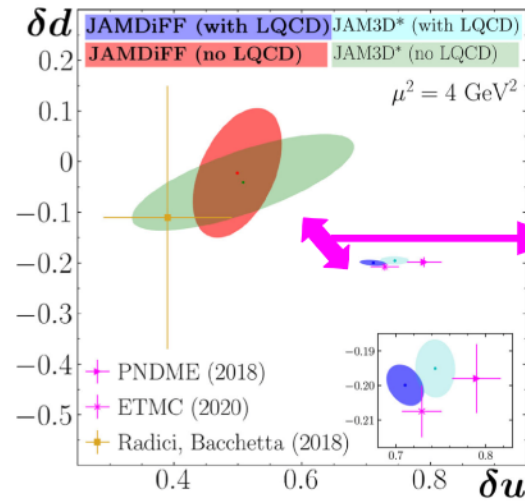 δd
JAMDiFF (with LQCD) JAM3D* (with LQCD)
JAMDiFF (no LQCD) JAM3D* (no LQCD)
μ² = 4 GeV²
0.3
0.2
0.1
0
−0.1
−0.2
−0.3
−0.4
−0.5
PNDME (2018)
ETMC (2020)
Radici, Bacchetta (2018)
−0.19
−0.20
−0.21
0.7 0.8
0.4 0.6 0.8 δu